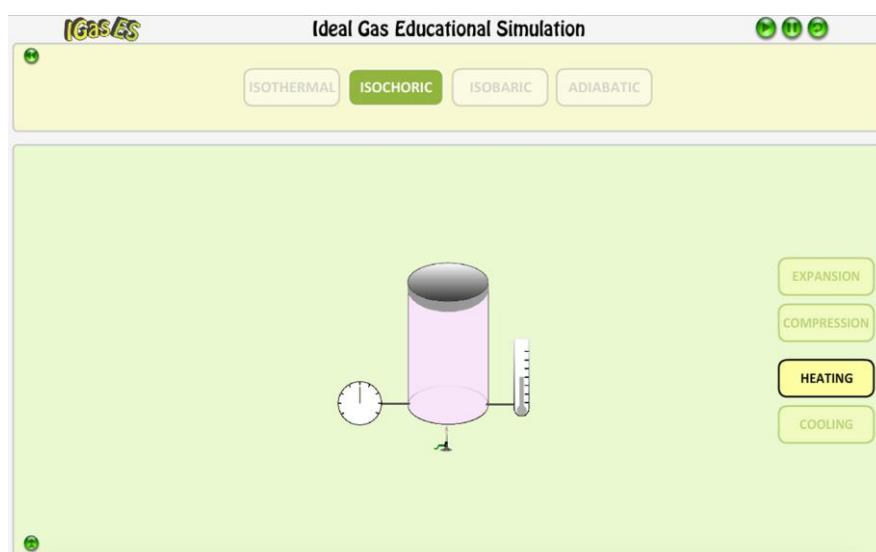 IGasES
Ideal Gas Educational Simulation
ISOTHERMAL ISOCHORIC ISOBARIC ADIABATIC
EXPANSION
COMPRESSION
HEATING
COOLING